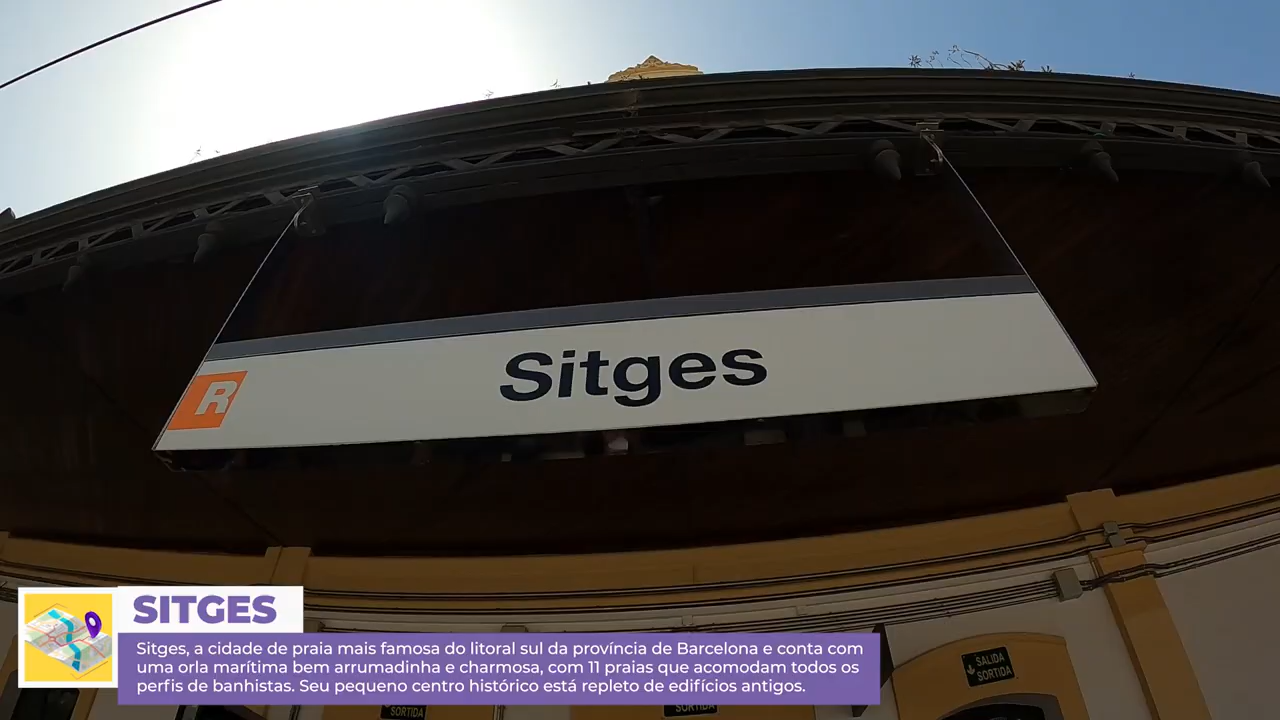 Sitges
R
SALIDA
SORTIDA
SORTIDA
SORTIDA
SITGES
Sitges, a cidade de praia mais famosa do litoral sul da província de Barcelona e conta com
uma orla marítima bem arrumadinha e charmosa, com 11 praias que acomodam todos os
perfis de banhistas. Seu pequeno centro histórico está repleto de edifícios antigos.